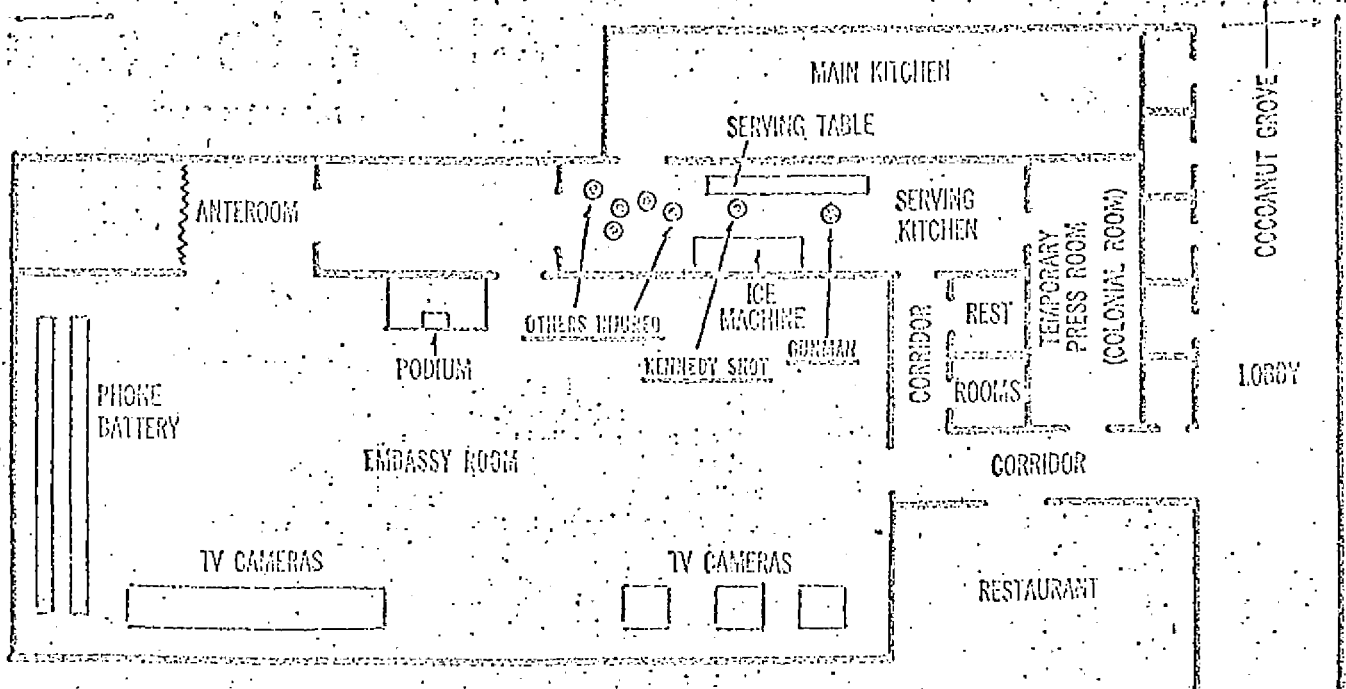 MAIN KITCHEN
SERVING TABLE
ANTEROOM
SERVING
KITCHEN
COCOANUT GROVE
TEMPORARY
PRESS ROOM
(COLONIAL ROOM)
ICE
MACHINE
REST
ROOMS
CORRIDOR
OTHERS INJURED
KENNEDY SHOT
GUNMAN
PODIUM
PHONE
BATTERY
LOBBY
EMBASSY ROOM
CORRIDOR
TV CAMERAS
TV CAMERAS
RESTAURANT